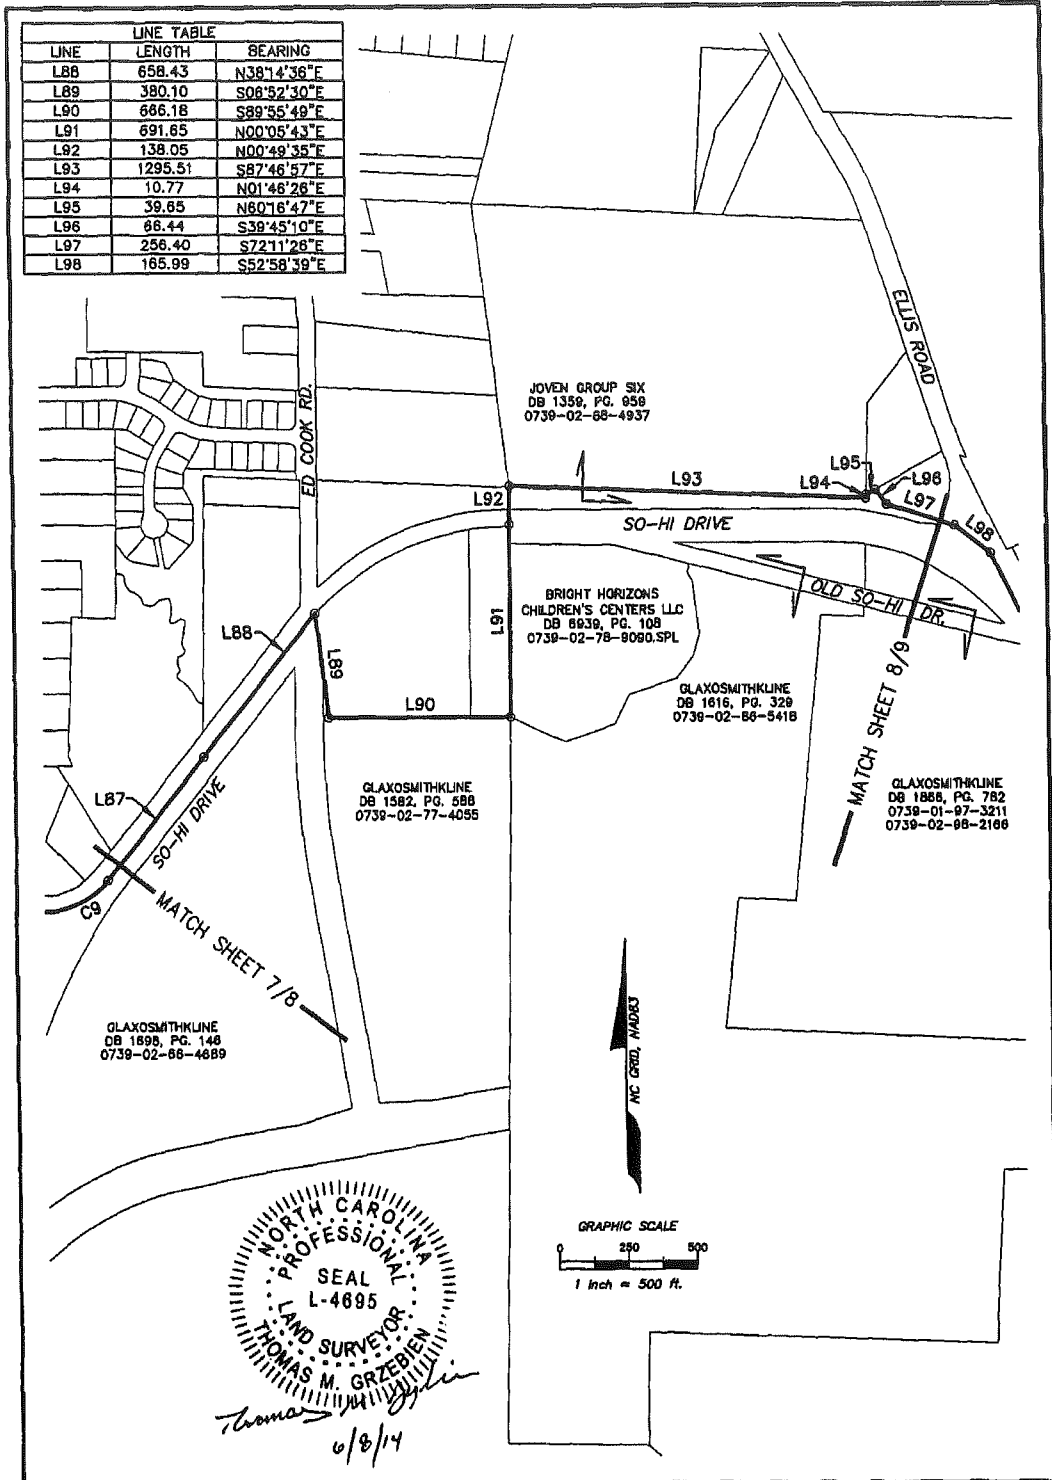 LINE TABLE
LINE LENGTH BEARING
L88 658.43 N38°14'36"E
L89 380.10 S06°52'30"E
L90 666.18 S89°55'49"E
L91 691.65 N00°05'43"E
L92 138.05 N00°49'35"E
L93 1295.51 S87°46'57"E
L94 10.77 N01°46'26"E
L95 39.65 N60°16'47"E
L96 66.44 S39°45'10"E
L97 256.40 S72°11'26"E
L98 165.99 S52°58'39"E
ELLIS ROAD
ED COOK RD.
JOVEN GROUP SIX
DB 1359, PG. 959
0739-02-88-4937
L92
L93
L94
L95
L96
L97
L98
SO-HI DRIVE
OLD SO-HI DR.
BRIGHT HORIZONS
CHILDREN'S CENTERS LLC
DB 6939, PG. 108
0739-02-78-9090.SPL
L91
L88
L89
L90
GLAXOSMITHKLINE
DB 1616, PG. 329
0739-02-86-5418
MATCH SHEET 8/9
GLAXOSMITHKLINE
DB 1582, PG. 588
0739-02-77-4055
GLAXOSMITHKLINE
DB 1866, PG. 782
0739-01-97-3211
0739-02-98-2166
L87
SO-HI DRIVE
C9
MATCH SHEET 7/8
GLAXOSMITHKLINE
DB 1698, PG. 146
0739-02-66-4689
NC GRID, NAD83
GRAPHIC SCALE
0 250 500
1 inch = 500 ft.
NORTH CAROLINA
PROFESSIONAL
SEAL
L-4695
LAND SURVEYOR
THOMAS M. GRZEBIEN
Thomas M
6/8/14